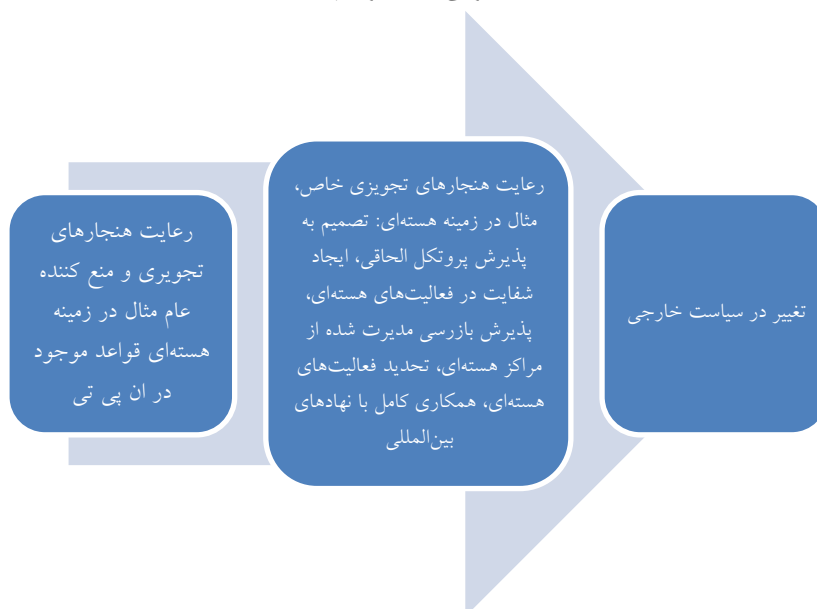 رعایت هنجارهای
تجویری و منع کننده
عام مثال در زمینه
هسته‌ای قواعد موجود
در ان پی تی
رعایت هنجارهای تجویزی خاص،
مثال در زمینه هسته‌ای: تصمیم به
پذیرش پروتکل الحاقی، ایجاد
شفایت در فعالیت‌های هسته‌ای،
پذیرش بازرسی مدیرت شده از
مراکز هسته‌ای، تحدید فعالیت‌های
هسته‌ای، همکاری کامل با نهادهای
بین‌المللی
تغییر در سیاست خارجی